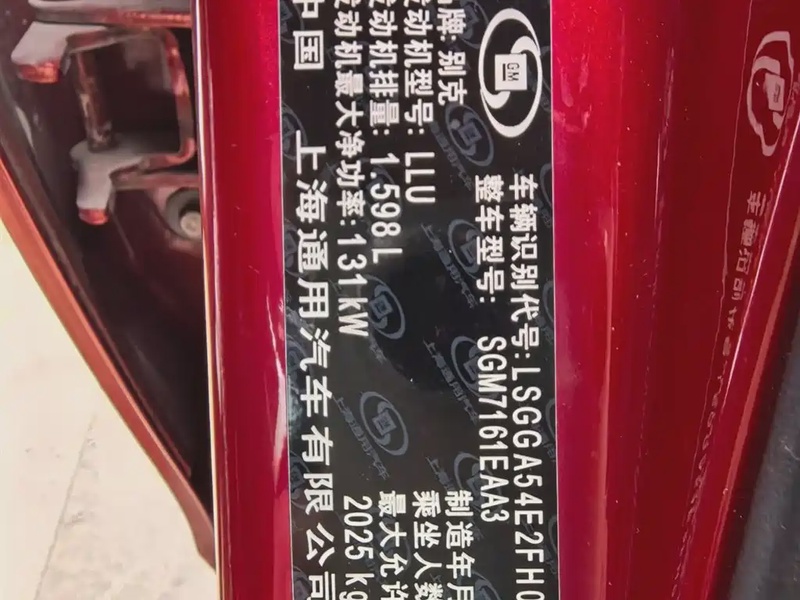 GM
车辆识别代号:LSGGA54E2FH0
整车型号: SGM7161EAA3
品牌: 别克
发动机型号: LLU
制造年月
发动机排量: 1.598L
乘坐人数
发动机最大净功率:131kW
最大允许
2025kg
中国 上海通用汽车有限公司